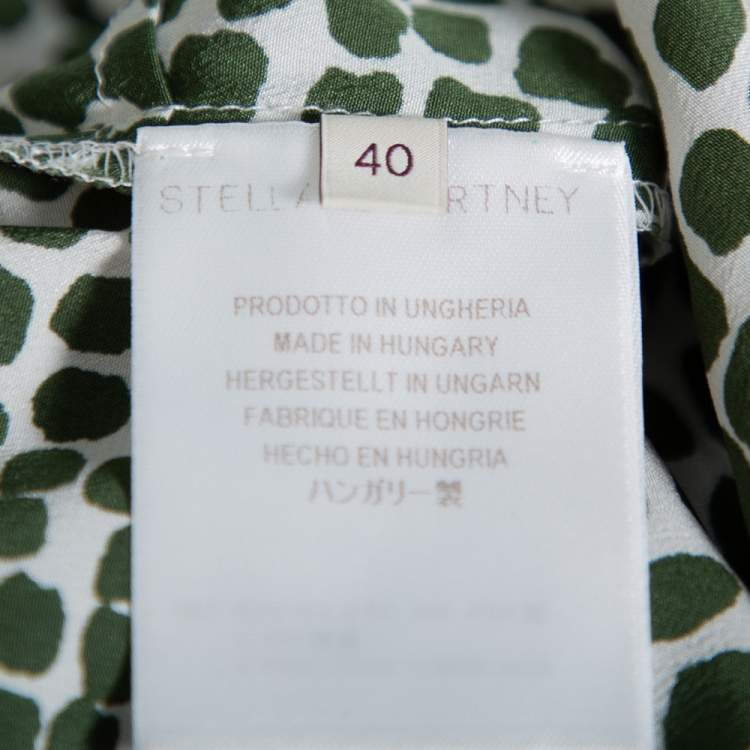 40
STELLA RTNEY
PRODOTTO IN UNGHERIA
MADE IN HUNGARY
HERGESTELLT IN UNGARN
FABRIQUE EN HONGRIE
HECHO EN HUNGRIA
ハンガリー製